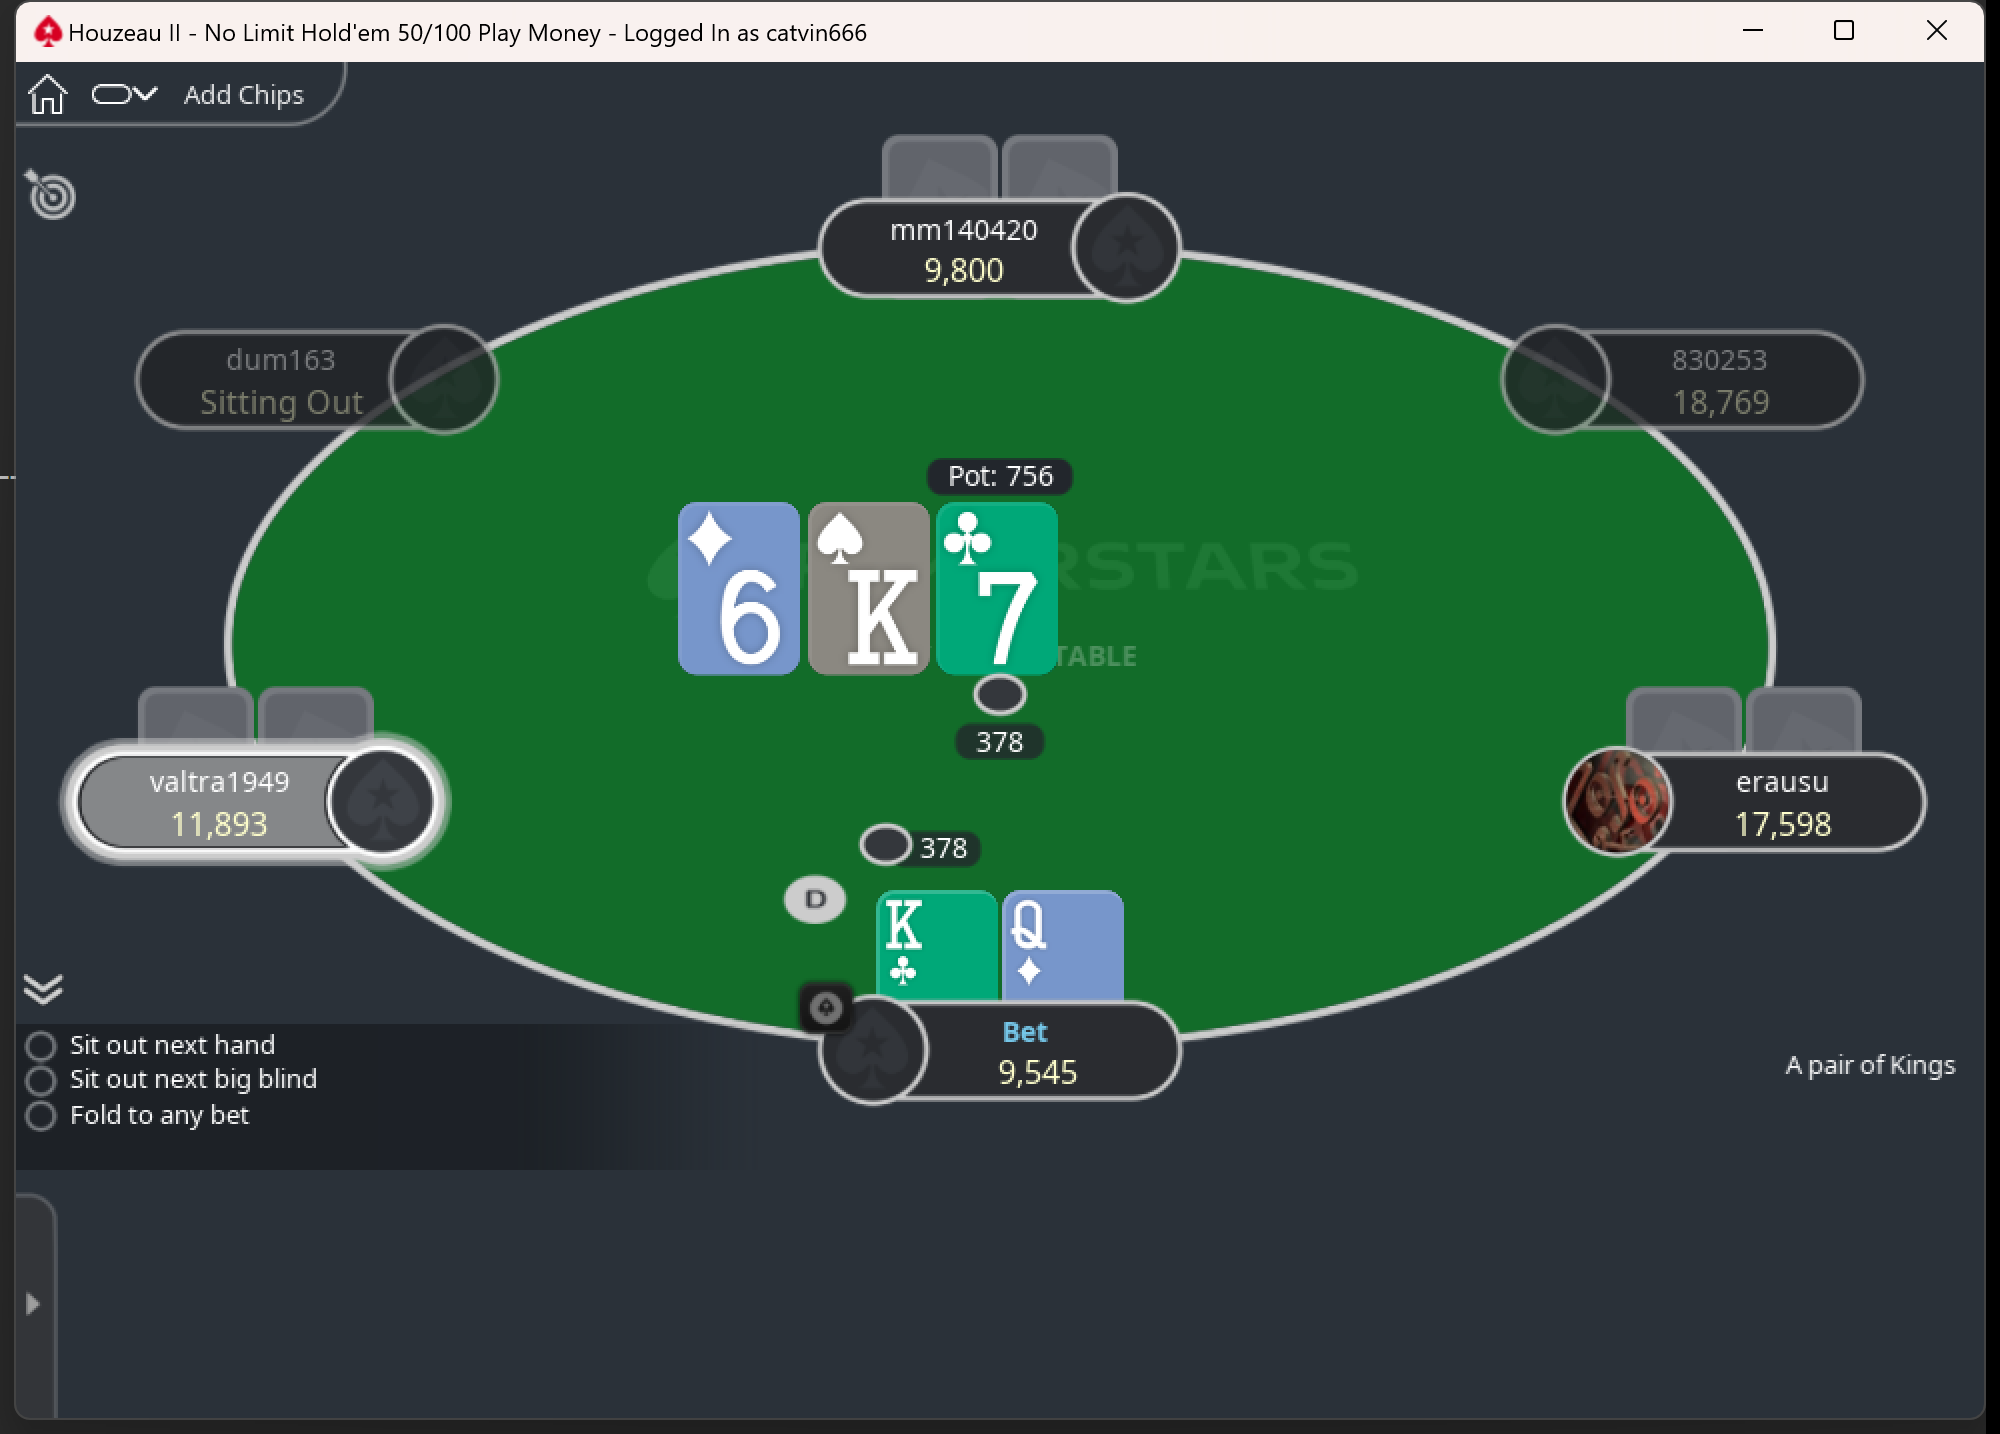 Houzeau II - No Limit Hold'em 50/100 Play Money - Logged In as catvin666
Add Chips
mm140420
9,800
dum163
Sitting Out
830253
18,769
Pot: 756
6
K
7
RSTARS
TABLE
378
valtra1949
11,893
erausu
17,598
378
D
K
Q
Bet
9,545
Sit out next hand
Sit out next big blind
Fold to any bet
A pair of Kings